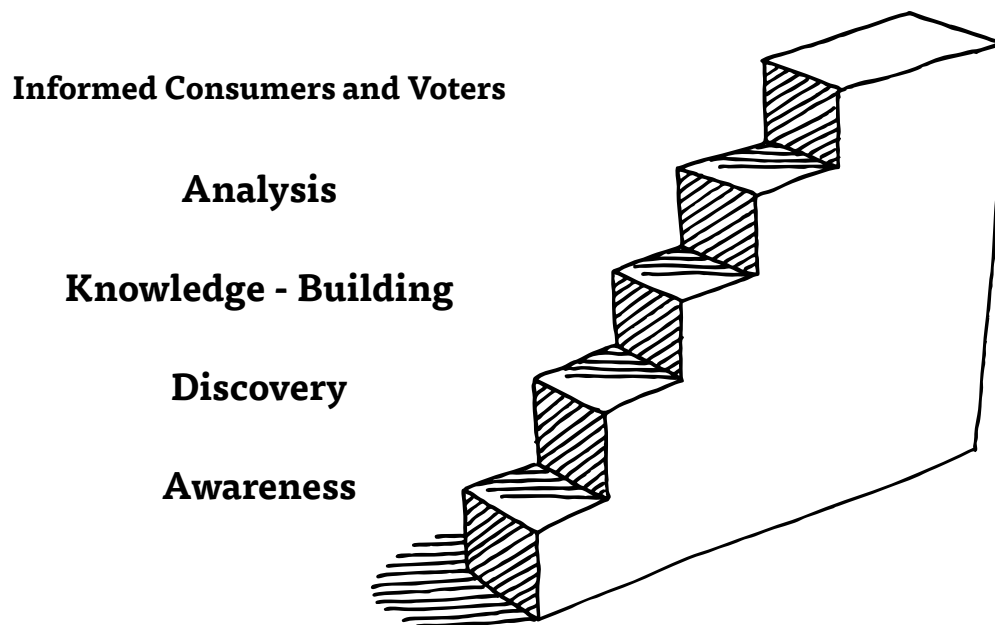 Informed Consumers and Voters
Analysis
Knowledge - Building
Discovery
Awareness